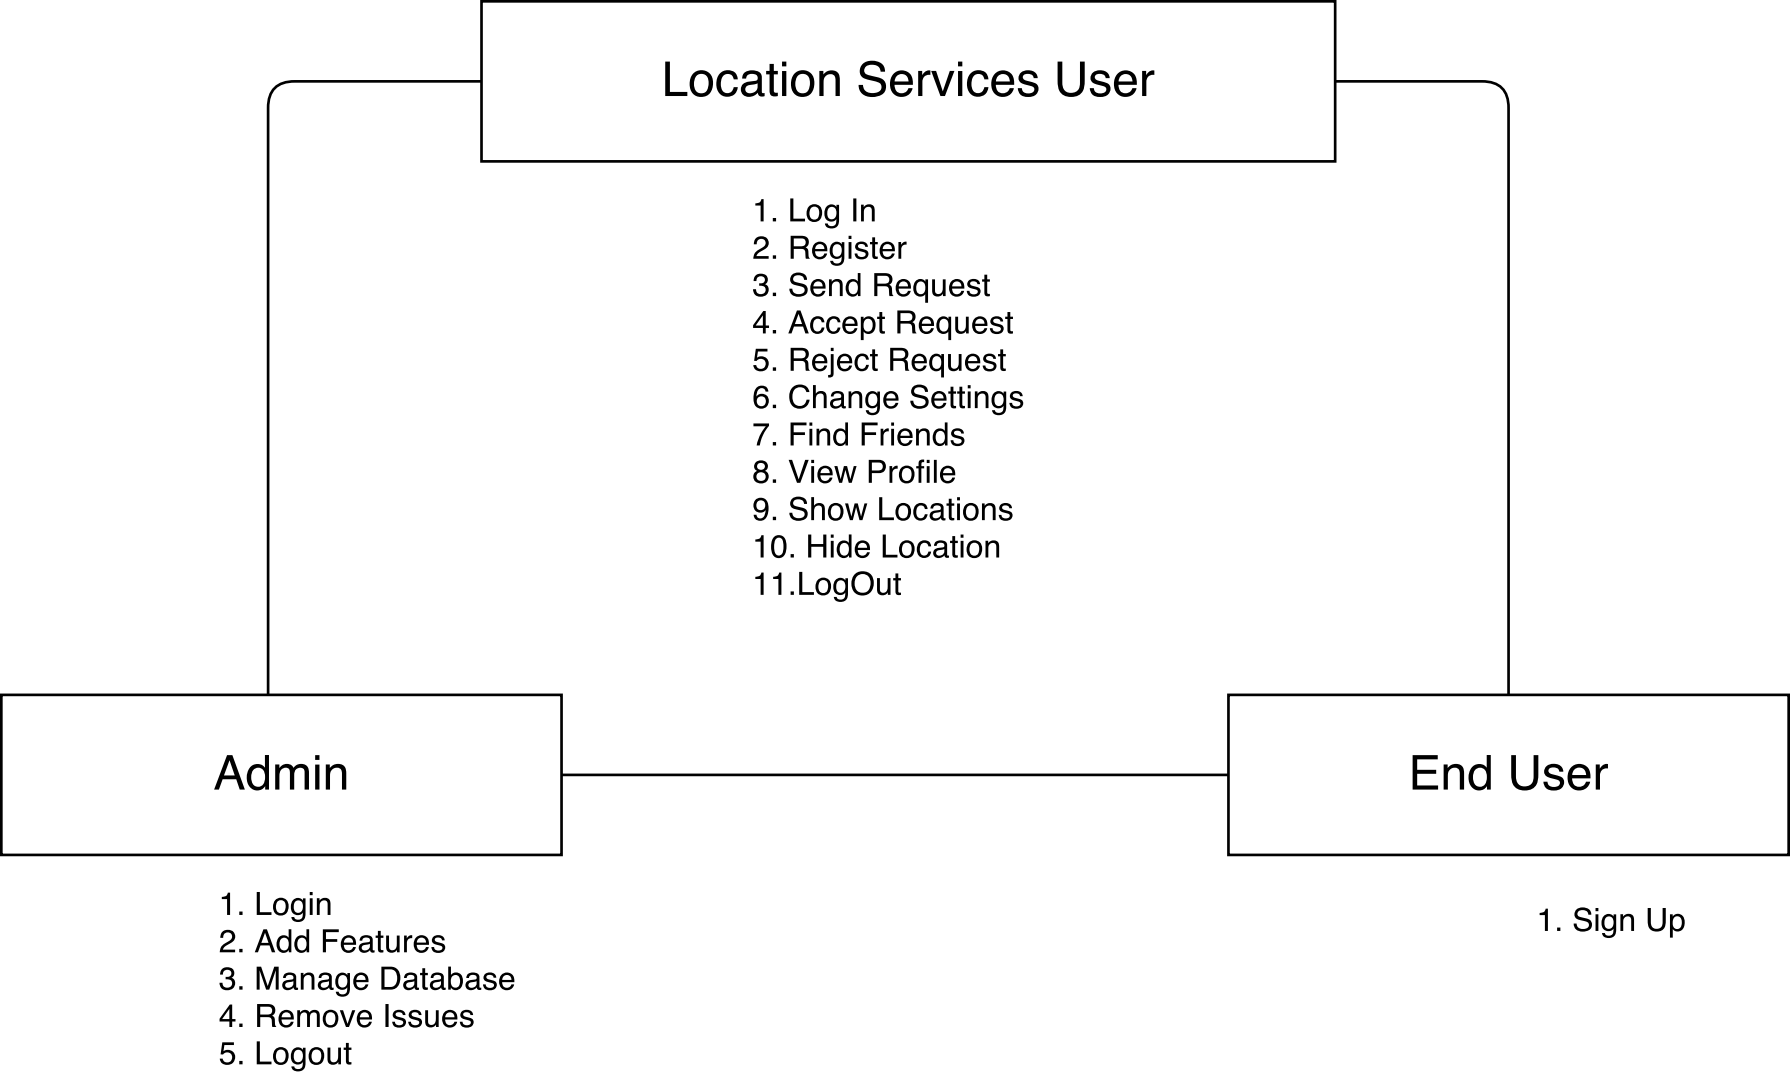 Location Services User
1. Log In
2. Register
3. Send Request
4. Accept Request
5. Reject Request
6. Change Settings
7. Find Friends
8. View Profile
9. Show Locations
10. Hide Location
11.LogOut
Admin
End User
1. Login
2. Add Features
3. Manage Database
4. Remove Issues
5. Logout
1. Sign Up